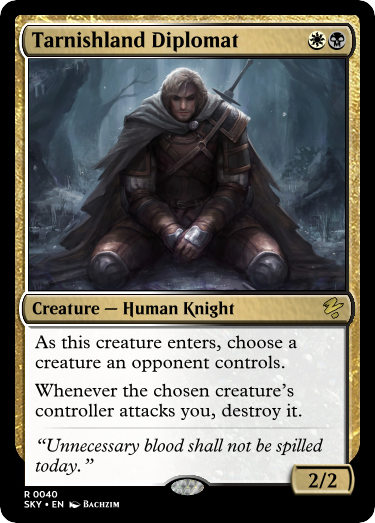 Tarnishland Diplomat
Creature — Human Knight
As this creature enters, choose a
creature an opponent controls.
Whenever the chosen creature's
controller attacks you, destroy it.
“Unnecessary blood shall not be spilled
today.”
2/2
R 0040
SKY • EN Bachzim